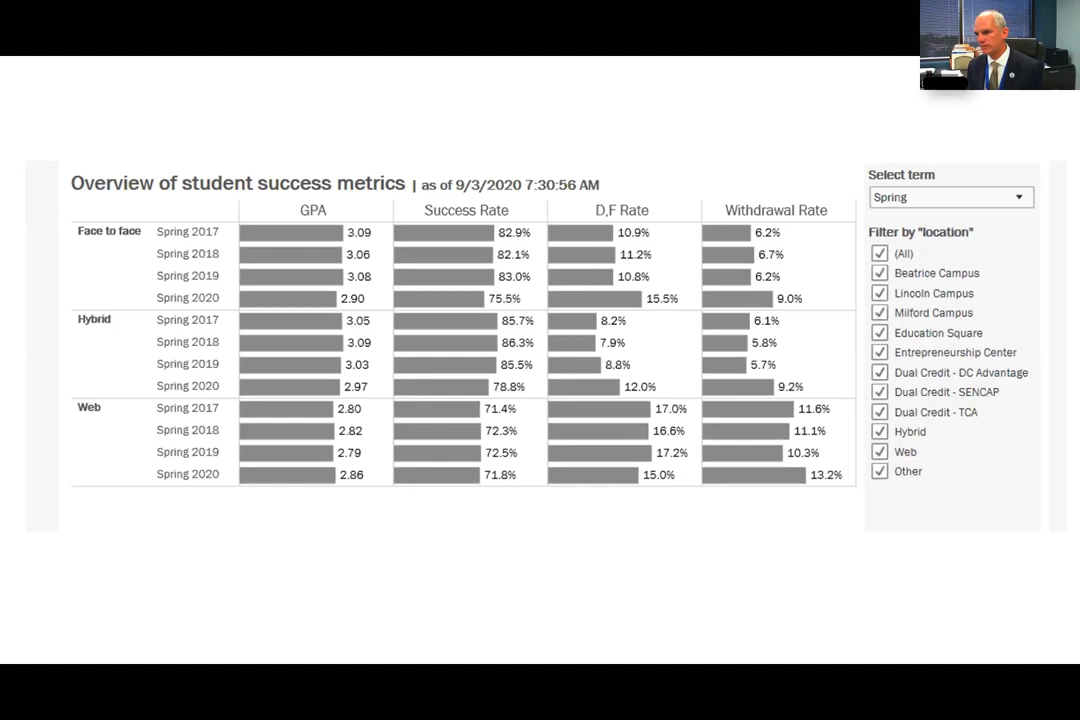 Overview of student success metrics | as of 9/3/2020 7:30:56 AM
GPA Success Rate D,F Rate Withdrawal Rate
Face to face Spring 2017 3.09 82.9% 10.9% 6.2%
Spring 2018 3.06 82.1% 11.2% 6.7%
Spring 2019 3.08 83.0% 10.8% 6.2%
Spring 2020 2.90 75.5% 15.5% 9.0%
Hybrid Spring 2017 3.05 85.7% 8.2% 6.1%
Spring 2018 3.09 86.3% 7.9% 5.8%
Spring 2019 3.03 85.5% 8.8% 5.7%
Spring 2020 2.97 78.8% 12.0% 9.2%
Web Spring 2017 2.80 71.4% 17.0% 11.6%
Spring 2018 2.82 72.3% 16.6% 11.1%
Spring 2019 2.79 72.5% 17.2% 10.3%
Spring 2020 2.86 71.8% 15.0% 13.2%
Select term
Spring
Filter by "location"
(All)
Beatrice Campus
Lincoln Campus
Milford Campus
Education Square
Entrepreneurship Center
Dual Credit - DC Advantage
Dual Credit - SENCAP
Dual Credit - TCA
Hybrid
Web
Other